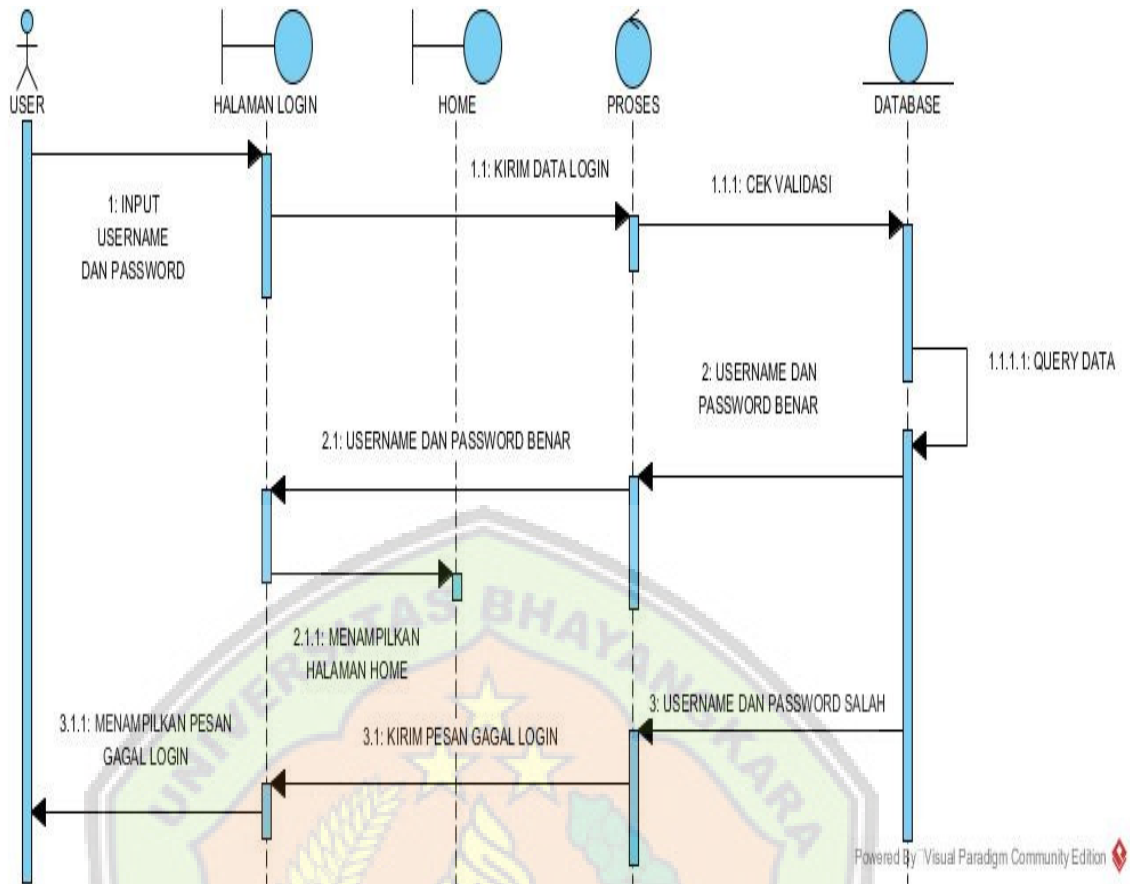 USER
HALAMAN LOGIN
HOME
PROSES
DATABASE
1: INPUT
USERNAME
DAN PASSWORD
1.1: KIRIM DATA LOGIN
1.1.1: CEK VALIDASI
1.1.1.1: QUERY DATA
2: USERNAME DAN
PASSWORD BENAR
2.1: USERNAME DAN PASSWORD BENAR
2.1.1: MENAMPILKAN
HALAMAN HOME
3: USERNAME DAN PASSWORD SALAH
3.1: KIRIM PESAN GAGAL LOGIN
3.1.1: MENAMPILKAN PESAN
GAGAL LOGIN
UNIVERSITAS BHAYANGKARA
Powered By Visual Paradigm Community Edition